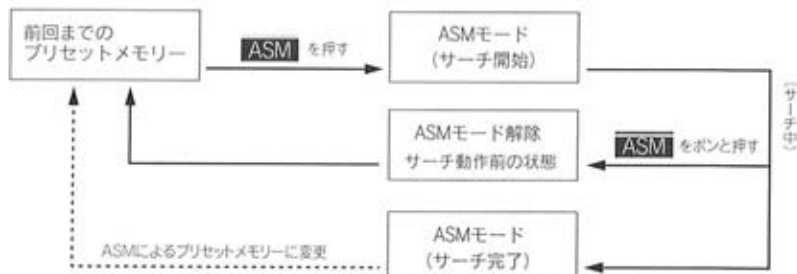 前回までの
プリセットメモリー
ASM を押す
ASMモード
(サーチ開始)
(サーチ中)
ASMモード解除
サーチ動作前の状態
ASM をポンと押す
ASMによるプリセットメモリーに変更
ASMモード
(サーチ完了)